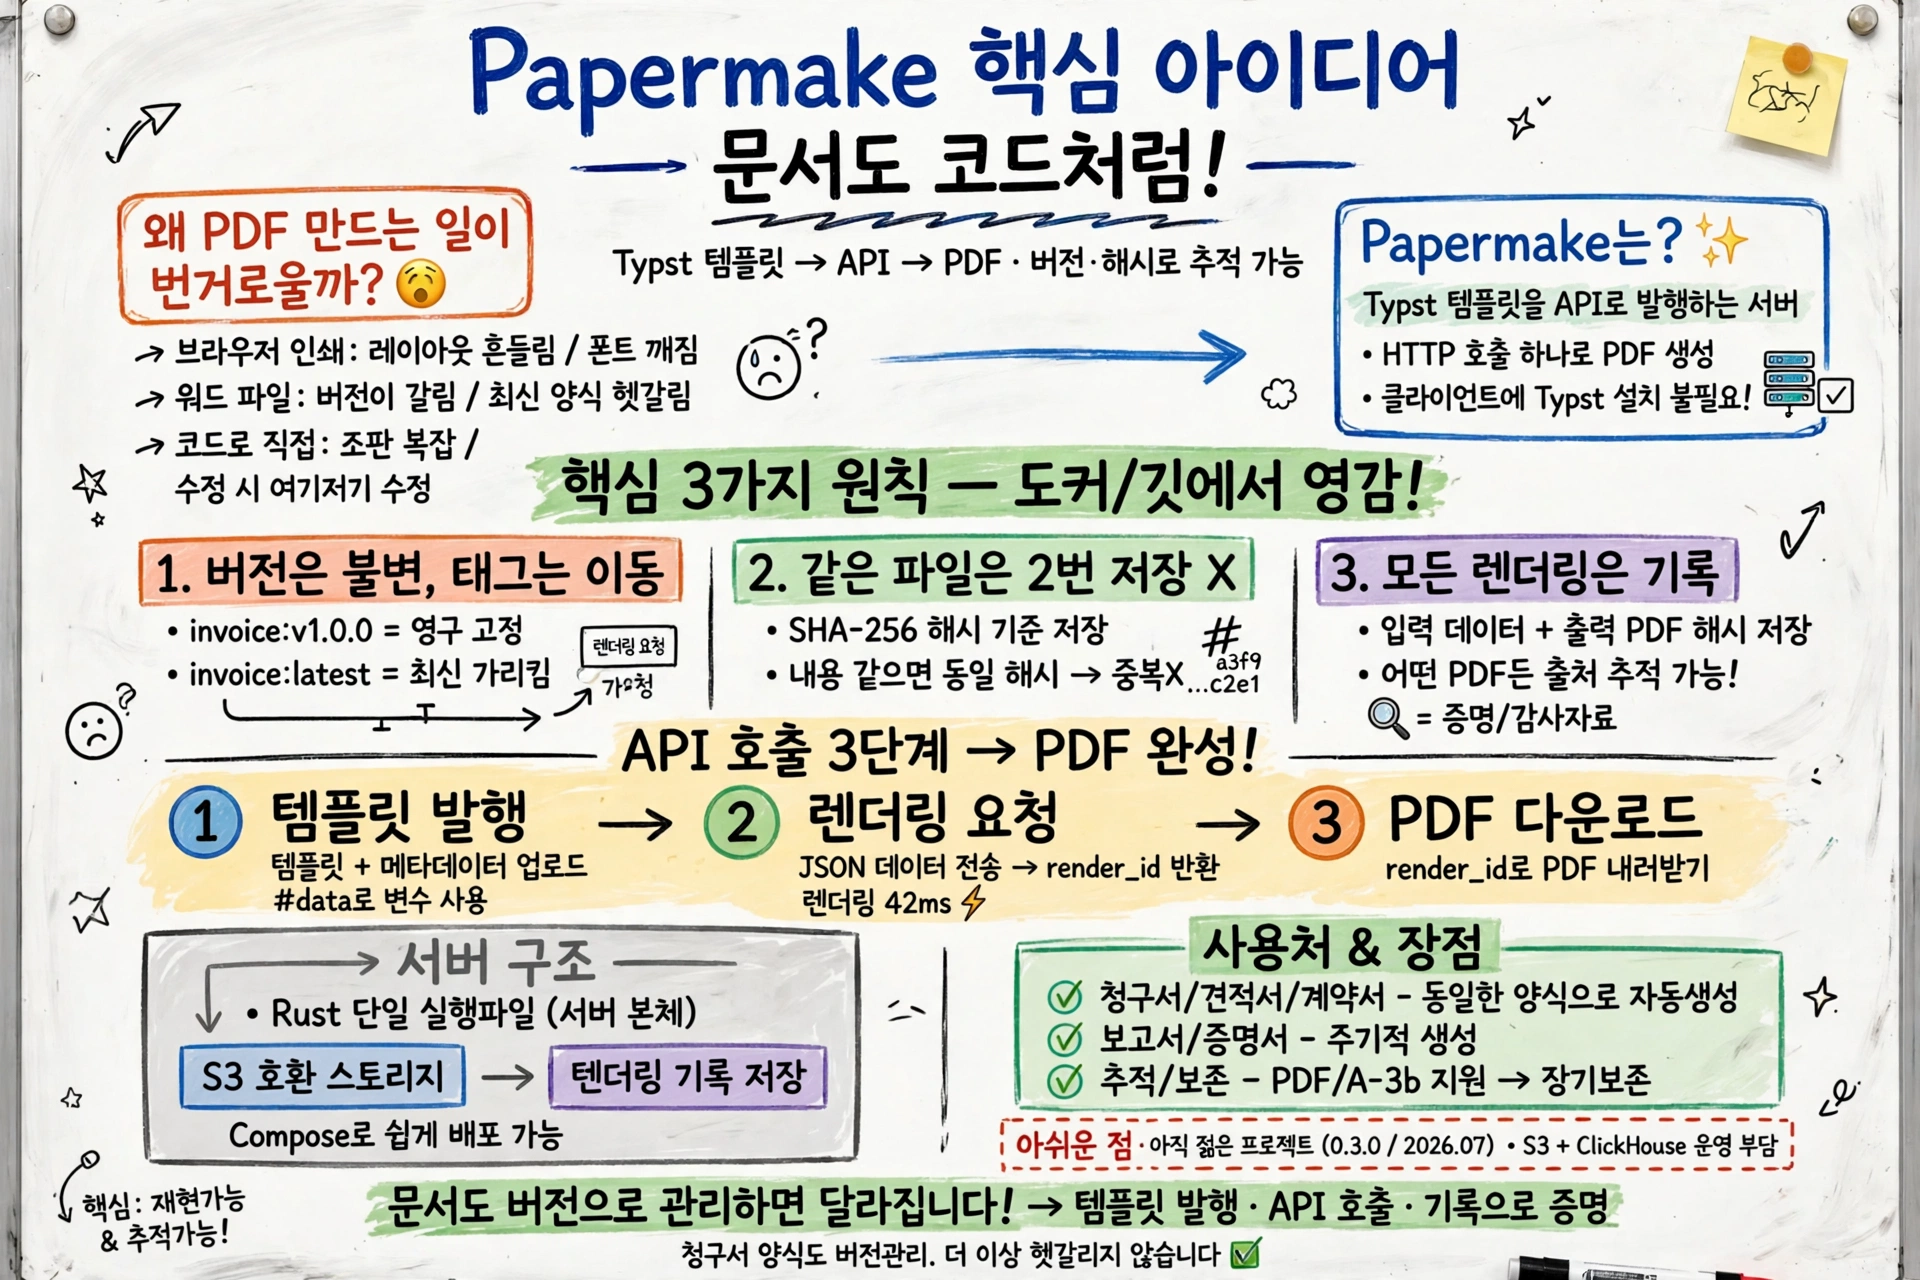 Papermake 핵심 아이디어
문서도 코드처럼!
Typst 템플릿 → API → PDF · 버전·해시로 추적 가능
왜 PDF 만드는 일이
번거로울까? 😵
→ 브라우저 인쇄: 레이아웃 흔들림 / 폰트 깨짐
→ 워드 파일: 버전이 갈림 / 최신 양식 헷갈림
→ 코드로 직접: 조판 복잡 /
수정 시 여기저기 수정
?
Papermake는? ✨
Typst 템플릿을 API로 발행하는 서버
• HTTP 호출 하나로 PDF 생성
• 클라이언트에 Typst 설치 불필요!
핵심 3가지 원칙 — 도커/깃에서 영감!
1. 버전은 불변, 태그는 이동
• invoice:v1.0.0 = 영구 고정
• invoice:latest = 최신 가리킴
렌더링 요청
2. 같은 파일은 2번 저장 X
• SHA-256 해시 기준 저장
• 내용 같으면 동일 해시 → 중복X
#
a3f9
...c2e1
3. 모든 렌더링은 기록
• 입력 데이터 + 출력 PDF 해시 저장
• 어떤 PDF든 출처 추적 가능!
🔍 = 증명/감사자료
?
API 호출 3단계 → PDF 완성!
1 템플릿 발행 →
템플릿 + 메타데이터 업로드
#data로 변수 사용
2 렌더링 요청 →
JSON 데이터 전송 → render_id 반환
렌더링 42ms ⚡
3 PDF 다운로드
render_id로 PDF 내러받기
서버 구조
• Rust 단일 실행파일 (서버 본체)
S3 호환 스토리지 → 텐더링 기록 저장
Compose로 쉽게 배포 가능
사용처 & 장점
청구서/견적서/계약서 – 동일한 양식으로 자동생성
보고서/증명서 – 주기적 생성
추적/보존 – PDF/A-3b 지원 → 장기보존
아쉬운 점 · 아직 젊은 프로젝트 (0.3.0 / 2026.07) • S3 + ClickHouse 운영 부담
핵심: 재현가능
& 추적가능!
문서도 버전으로 관리하면 달라집니다! → 템플릿 발행 · API 호출 · 기록으로 증명
청구서 양식도 버전관리. 더 이상 헷갈리지 않습니다 ✅